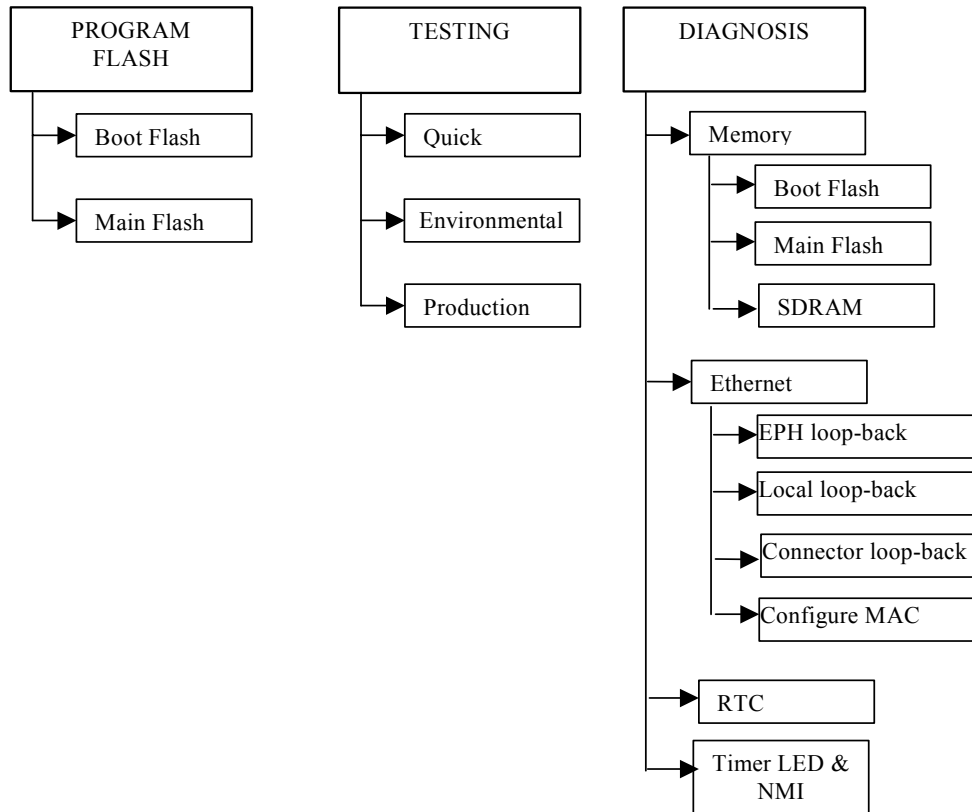 PROGRAM
FLASH
Boot Flash
Main Flash
TESTING
Quick
Environmental
Production
DIAGNOSIS
Memory
Boot Flash
Main Flash
SDRAM
Ethernet
EPH loop-back
Local loop-back
Connector loop-back
Configure MAC
RTC
Timer LED &
NMI